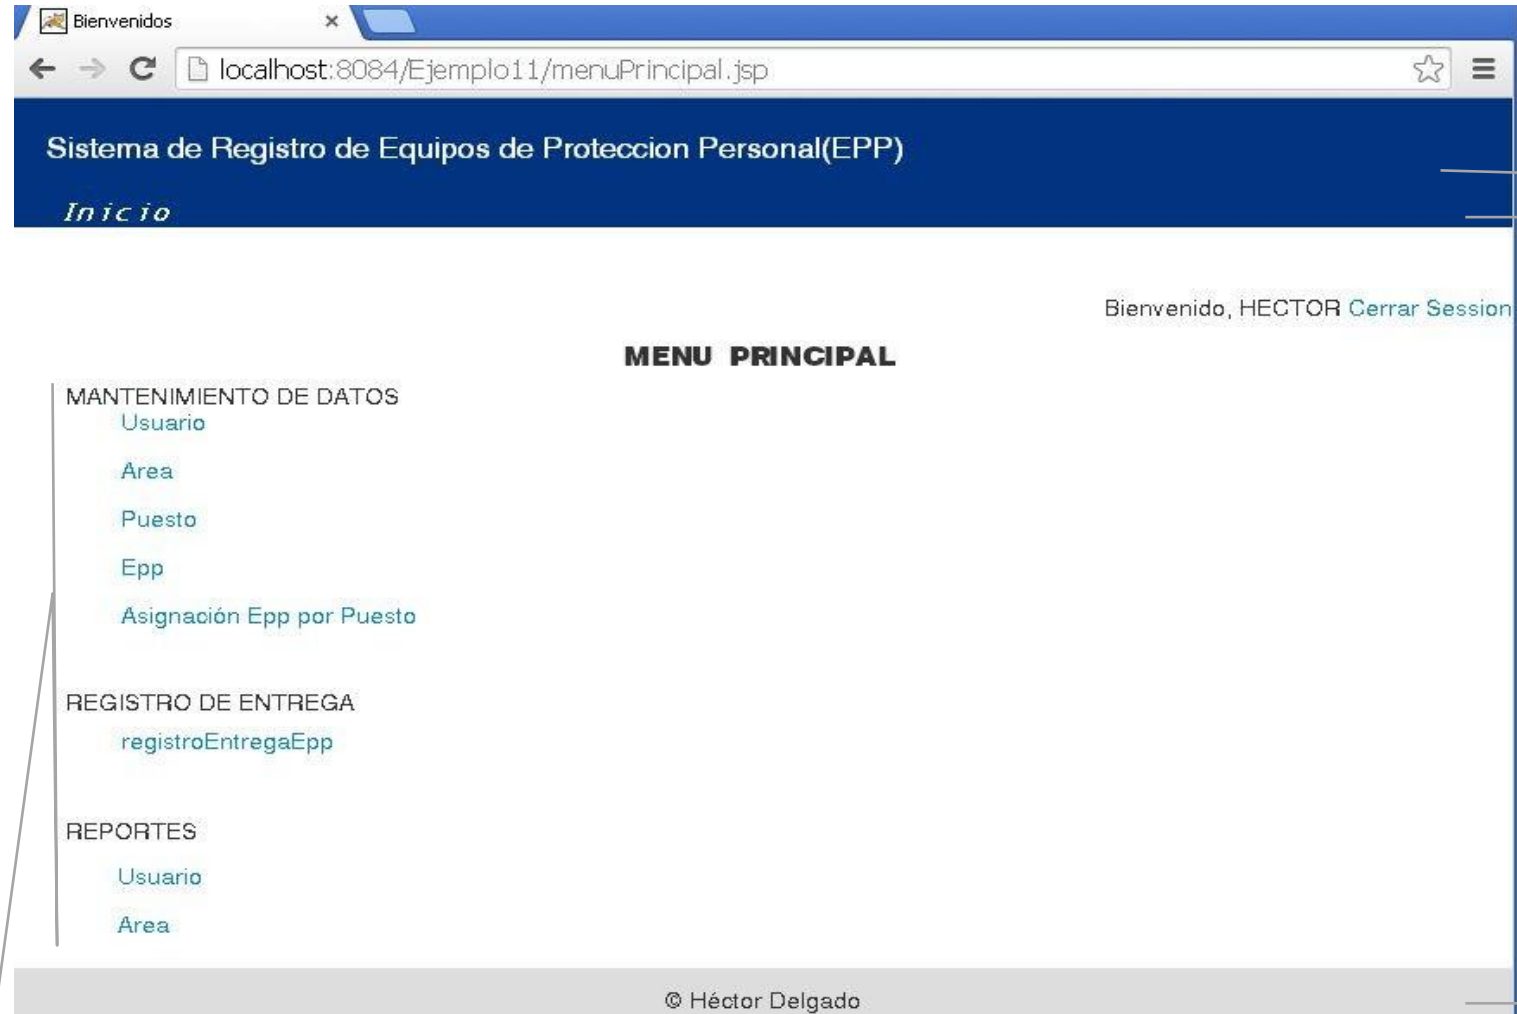 Bienvenidos
localhost:8084/Ejemplo11/menuPrincipal.jsp
Sistema de Registro de Equipos de Proteccion Personal(EPP)
Inicio
Bienvenido, HECTOR Cerrar Session
MENU PRINCIPAL
MANTENIMIENTO DE DATOS
Usuario
Area
Puesto
Epp
Asignación Epp por Puesto
REGISTRO DE ENTREGA
registroEntregaEpp
REPORTES
Usuario
Area
© Héctor Delgado